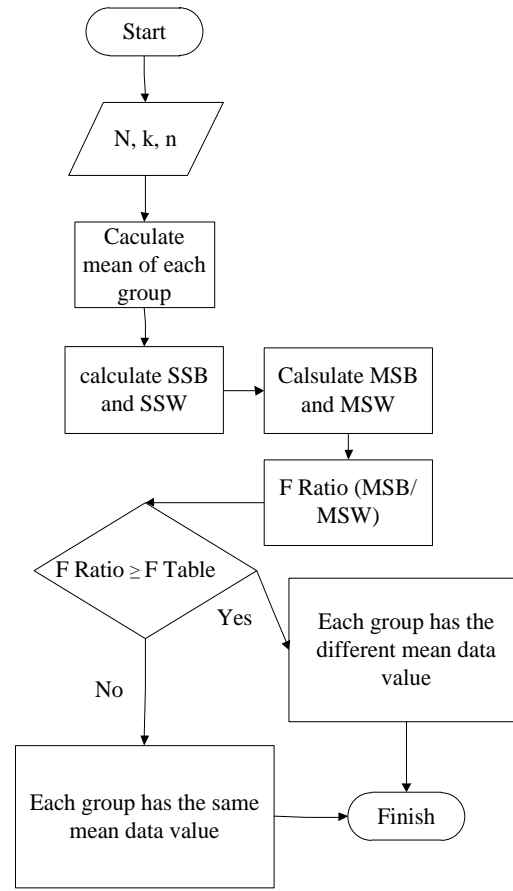 Start
N, k, n
Caculate
mean of each
group
calculate SSB
and SSW
Calsulate MSB
and MSW
F Ratio (MSB/
MSW)
F Ratio ≥ F Table
Yes
No
Each group has the
different mean data
value
Each group has the same
mean data value
Finish